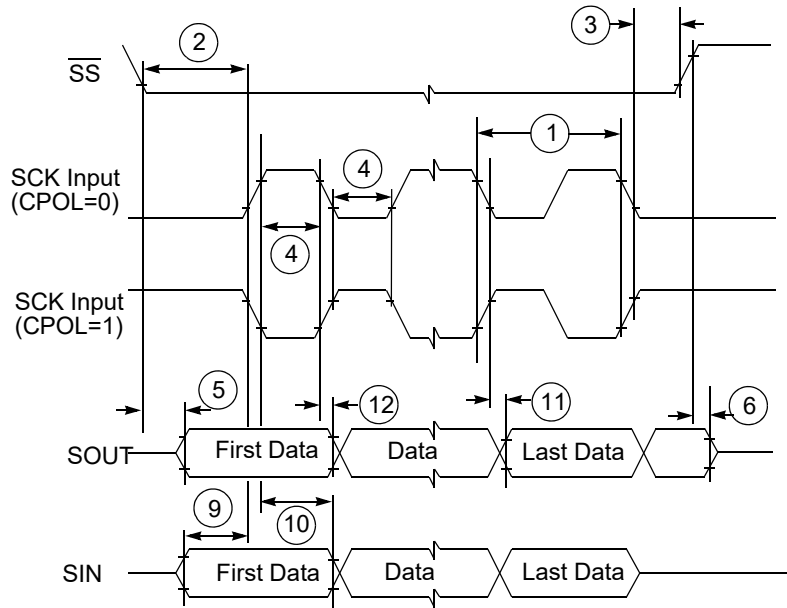 2
3
SS
1
SCK Input
(CPOL=0)
4
4
SCK Input
(CPOL=1)
5
12
11
6
SOUT
First Data
Data
Last Data
9
10
SIN
First Data
Data
Last Data